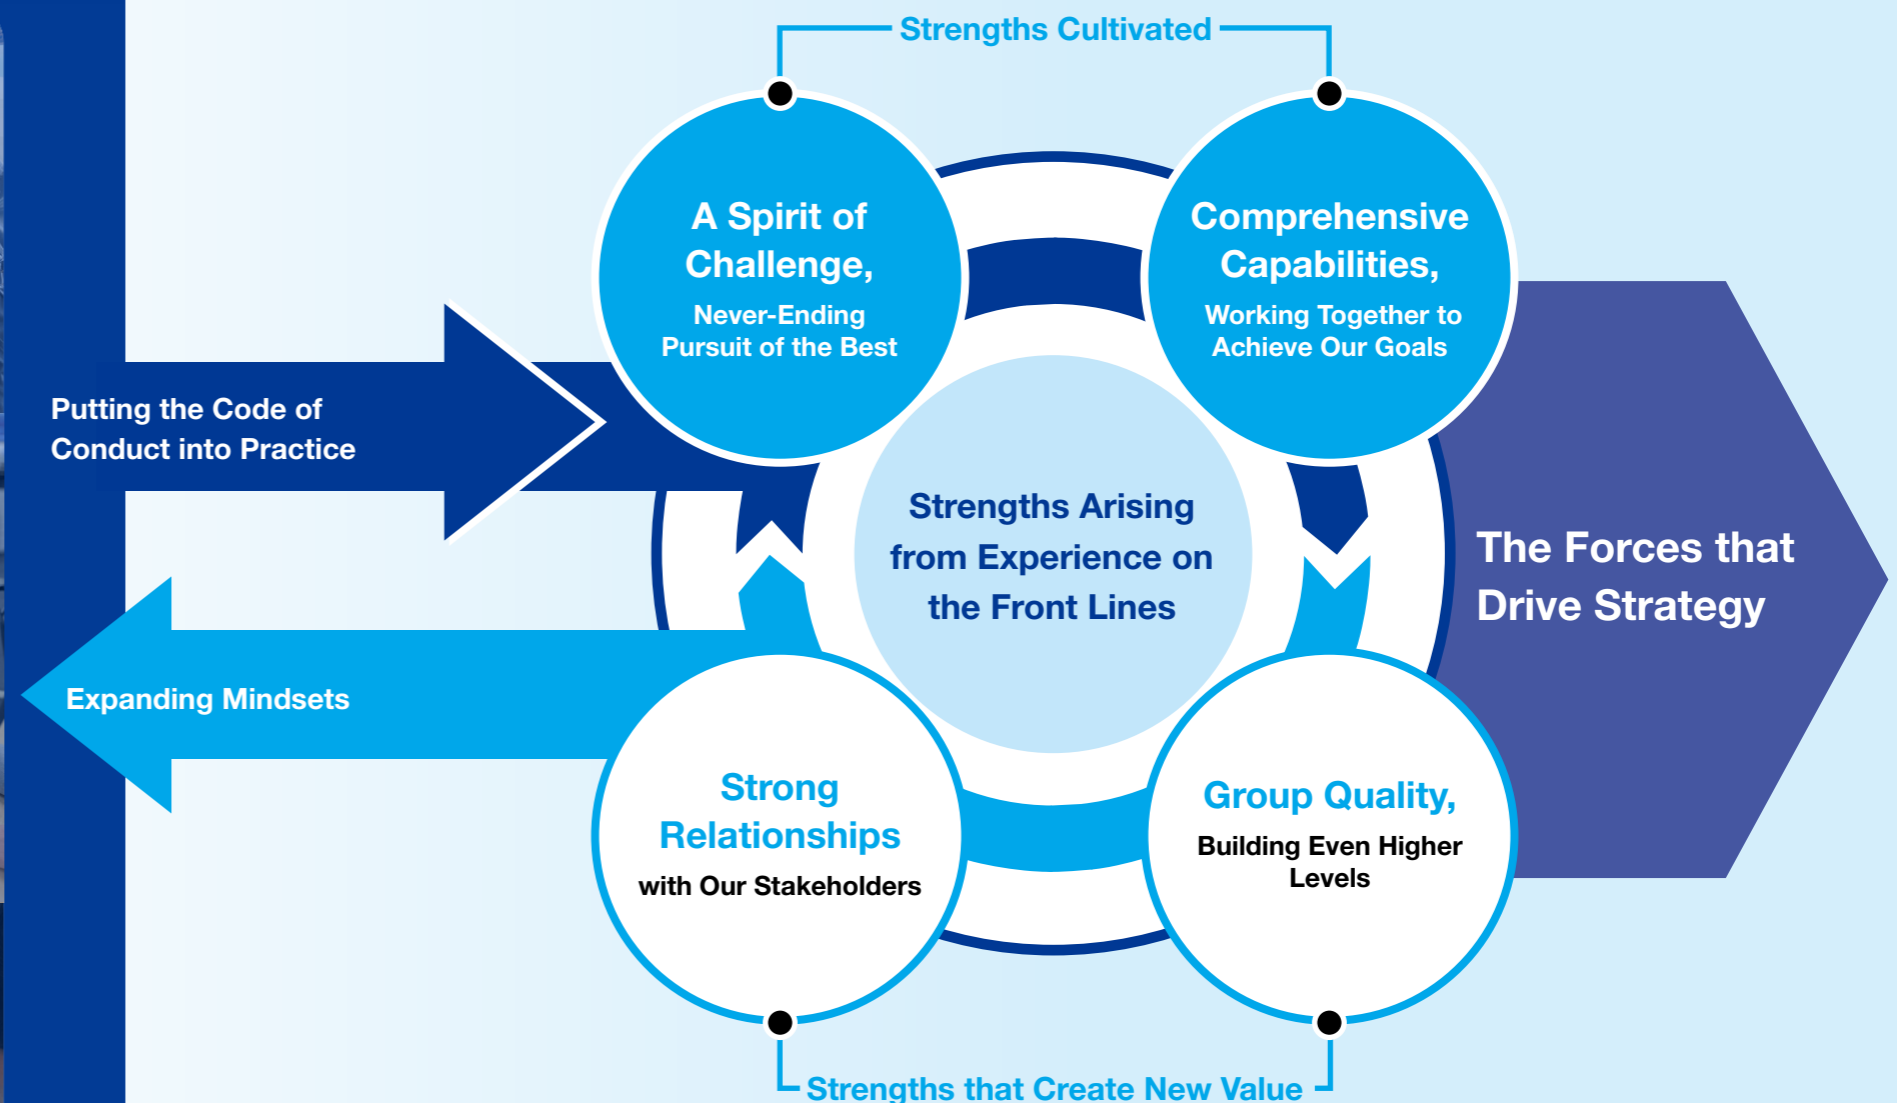 Strengths Cultivated
A Spirit of
Challenge,
Never-Ending
Pursuit of the Best
Comprehensive
Capabilities,
Working Together to
Achieve Our Goals
Putting the Code of
Conduct into Practice
Strengths Arising
from Experience on
the Front Lines
The Forces that
Drive Strategy
Expanding Mindsets
Strong
Relationships
with Our Stakeholders
Group Quality,
Building Even Higher
Levels
Strengths that Create New Value